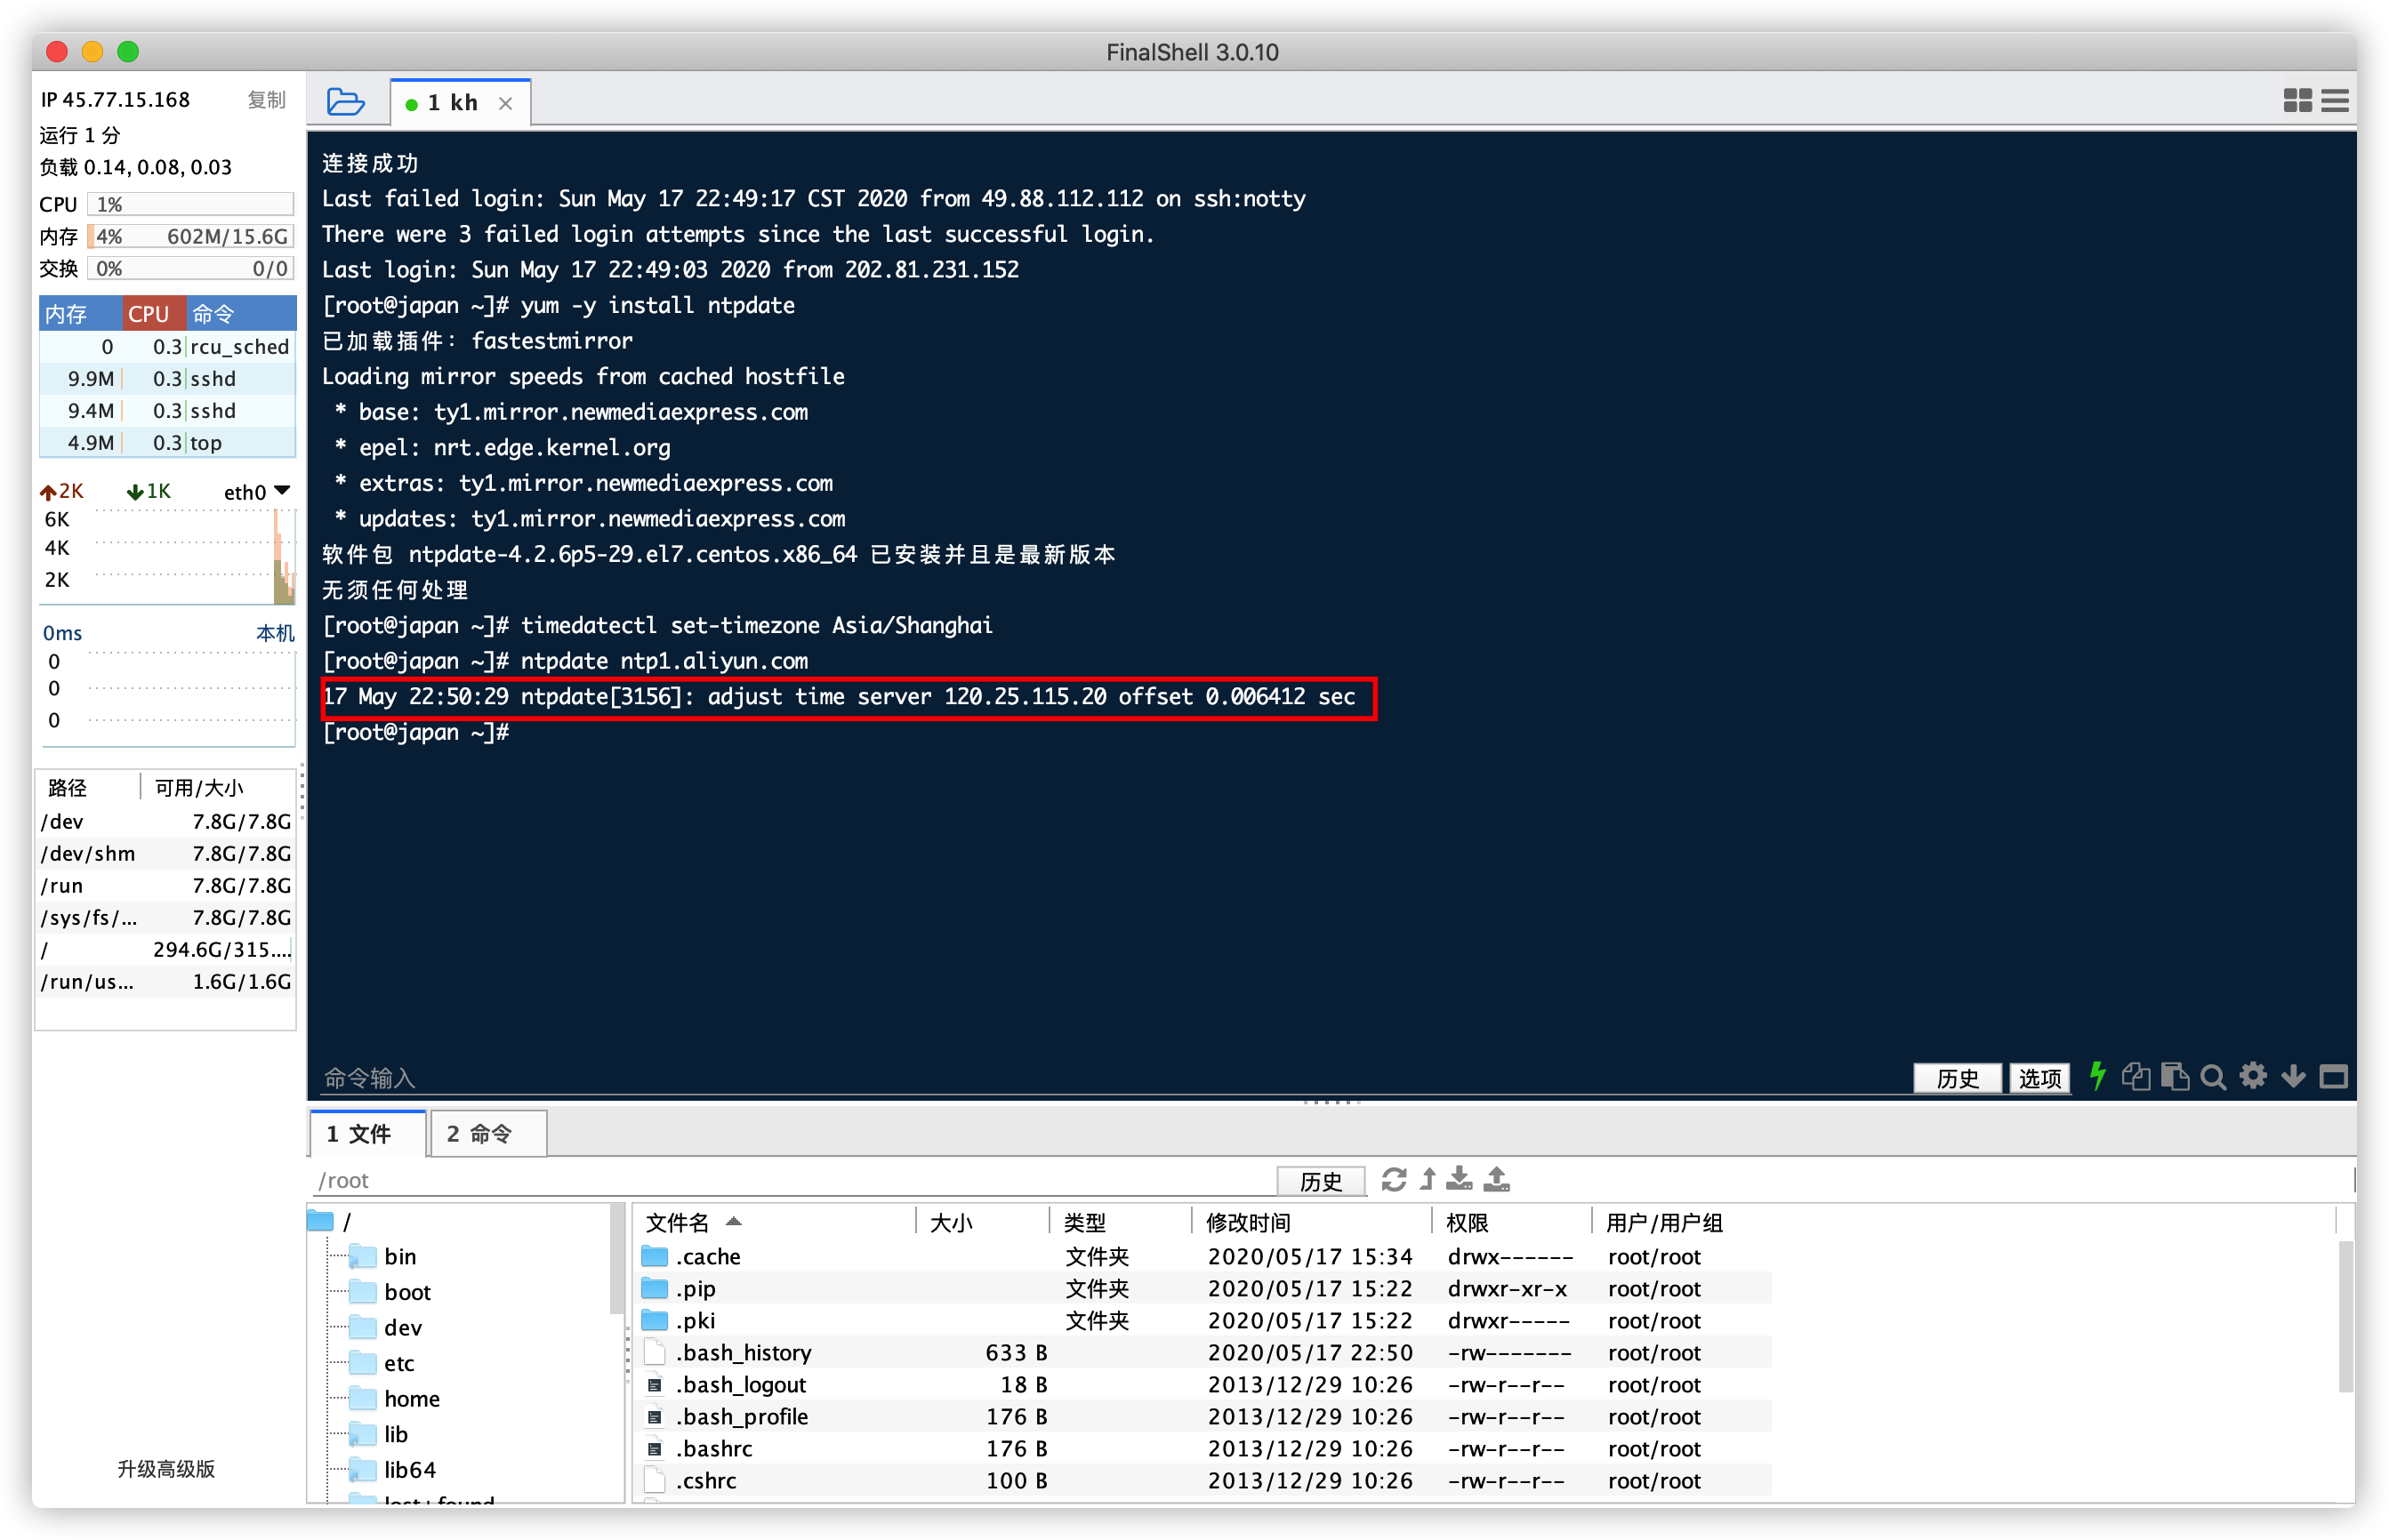 FinalShell 3.0.10
IP 45.77.15.168 复制
运行 1 分
负载 0.14, 0.08, 0.03
CPU 1%
内存 4% 602M/15.6G
交换 0% 0/0
内存 CPU 命令
0 0.3 rcu_sched
9.9M 0.3 sshd
9.4M 0.3 sshd
4.9M 0.3 top
2K 1K eth0
6K
4K
2K
0ms 本机
0
0
0
路径 可用/大小
/dev 7.8G/7.8G
/dev/shm 7.8G/7.8G
/run 7.8G/7.8G
/sys/fs/... 7.8G/7.8G
/ 294.6G/315....
/run/us... 1.6G/1.6G
升级高级版
1 kh
连接成功
Last failed login: Sun May 17 22:49:17 CST 2020 from 49.88.112.112 on ssh:notty
There were 3 failed login attempts since the last successful login.
Last login: Sun May 17 22:49:03 2020 from 202.81.231.152
[root@japan ~]# yum -y install ntpdate
已加载插件：fastestmirror
Loading mirror speeds from cached hostfile
* base: ty1.mirror.newmediaexpress.com
* epel: nrt.edge.kernel.org
* extras: ty1.mirror.newmediaexpress.com
* updates: ty1.mirror.newmediaexpress.com
软件包 ntpdate-4.2.6p5-29.el7.centos.x86_64 已安装并且是最新版本
无须任何处理
[root@japan ~]# timedatectl set-timezone Asia/Shanghai
[root@japan ~]# ntpdate ntp1.aliyun.com
17 May 22:50:29 ntpdate[3156]: adjust time server 120.25.115.20 offset 0.006412 sec
[root@japan ~]#
命令输入 历史 选项
1 文件 2 命令
/root 历史
/
bin
boot
dev
etc
home
lib
lib64
lost+found
文件名 大小 类型 修改时间 权限 用户/用户组
.cache 文件夹 2020/05/17 15:34 drwx------ root/root
.pip 文件夹 2020/05/17 15:22 drwxr-xr-x root/root
.pki 文件夹 2020/05/17 15:22 drwxr----- root/root
.bash_history 633 B 2020/05/17 22:50 -rw------- root/root
.bash_logout 18 B 2013/12/29 10:26 -rw-r--r-- root/root
.bash_profile 176 B 2013/12/29 10:26 -rw-r--r-- root/root
.bashrc 176 B 2013/12/29 10:26 -rw-r--r-- root/root
.cshrc 100 B 2013/12/29 10:26 -rw-r--r-- root/root